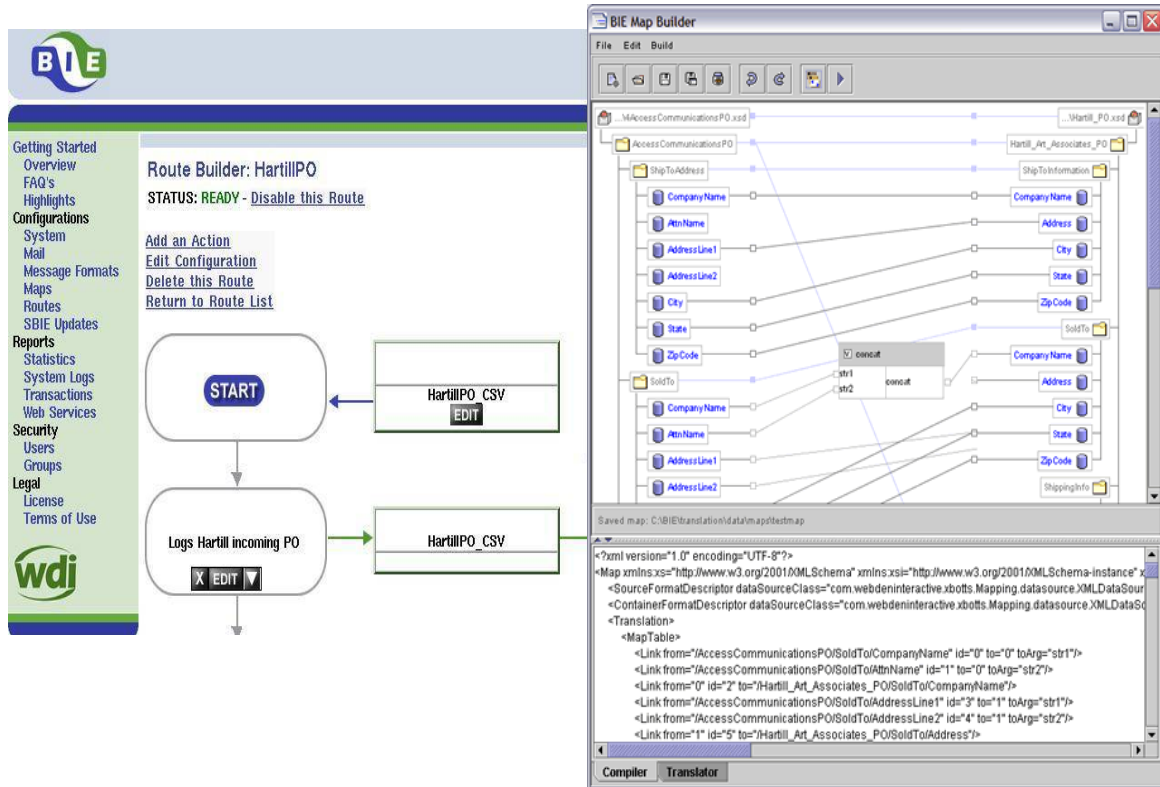 BIE
Getting Started
Overview
FAQ's
Highlights
Configurations
System
Mail
Message Formats
Maps
Routes
SBIE Updates
Reports
Statistics
System Logs
Transactions
Web Services
Security
Users
Groups
Legal
License
Terms of Use
wdi
Route Builder: HartillPO
STATUS: READY - Disable this Route
Add an Action
Edit Configuration
Delete this Route
Return to Route List
START
HartillPO_CSV
EDIT
Logs Hartill incoming PO
X EDIT
HartillPO_CSV
BIE Map Builder
File Edit Build
...\4AccessCommunicationsPO.xsd
...\Hartill_PO.xsd
AccessCommunicationsPO
Hartill_Art_Associates_PO
ShipToAddress
ShipToInformation
CompanyName
CompanyName
AttnName
Address
AddressLine1
City
AddressLine2
State
City
ZipCode
State
SoldTo
ZipCode
CompanyName
SoldTo
Address
CompanyName
City
AttnName
State
AddressLine1
ZipCode
AddressLine2
ShippingInfo
concat
str1
concat
str2
Saved map: C:\BIE\translation\data\maps\testmap
<?xml version="1.0" encoding="UTF-8"?>
<Map xmlns:xs="http://www.w3.org/2001/XMLSchema" xmlns:xsi="http://www.w3.org/2001/XMLSchema-instance" x
<SourceFormatDescriptor dataSourceClass="com.webdeninteractive.xbotts.Mapping.datasource.XMLDataSour
<ContainerFormatDescriptor dataSourceClass="com.webdeninteractive.xbotts.Mapping.datasource.XMLDataSo
<Translation>
<MapTable>
<Link from="/AccessCommunicationsPO/SoldTo/CompanyName" id="0" to="0" toArg="str1"/>
<Link from="/AccessCommunicationsPO/SoldTo/AttnName" id="1" to="0" toArg="str2"/>
<Link from="0" id="2" to="/Hartill_Art_Associates_PO/SoldTo/CompanyName"/>
<Link from="/AccessCommunicationsPO/SoldTo/AddressLine1" id="3" to="1" toArg="str1"/>
<Link from="/AccessCommunicationsPO/SoldTo/AddressLine2" id="4" to="1" toArg="str2"/>
<Link from="1" id="5" to="/Hartill_Art_Associates_PO/SoldTo/Address"/>
Compiler Translator